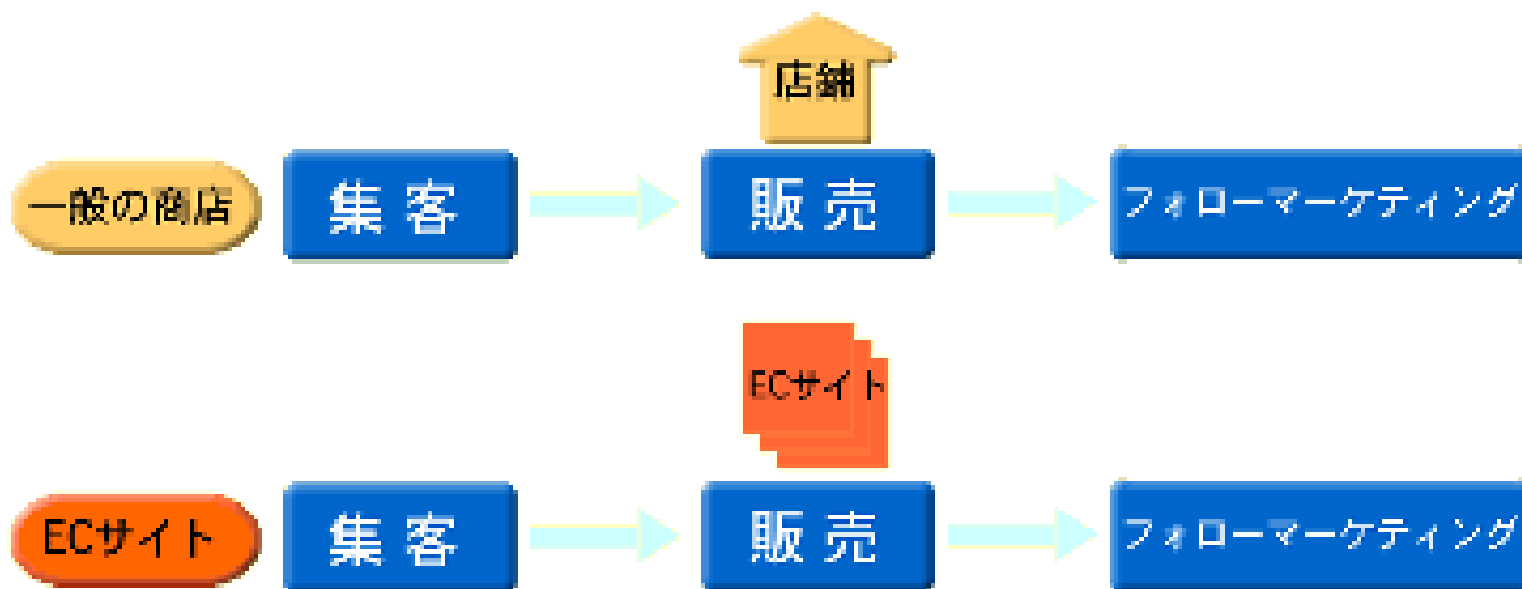 店舗
一般の商店
集客
販売
フォローマーケティング
ECサイト
ECサイト
集客
販売
フォローマーケティング